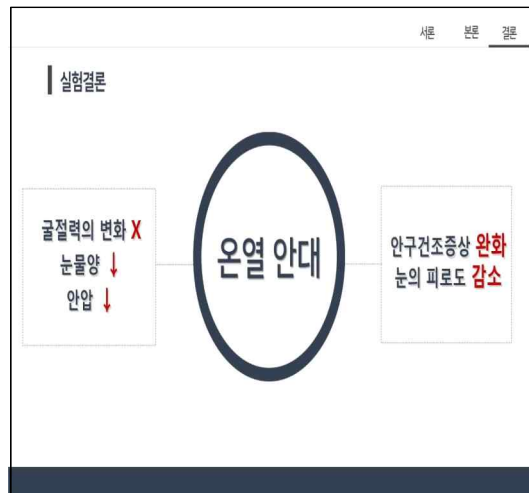 서론 본론 결론
실험결론
굴절력의 변화 X
눈물양 ↓
안압 ↓
온열 안대
안구건조증상 완화
눈의 피로도 감소